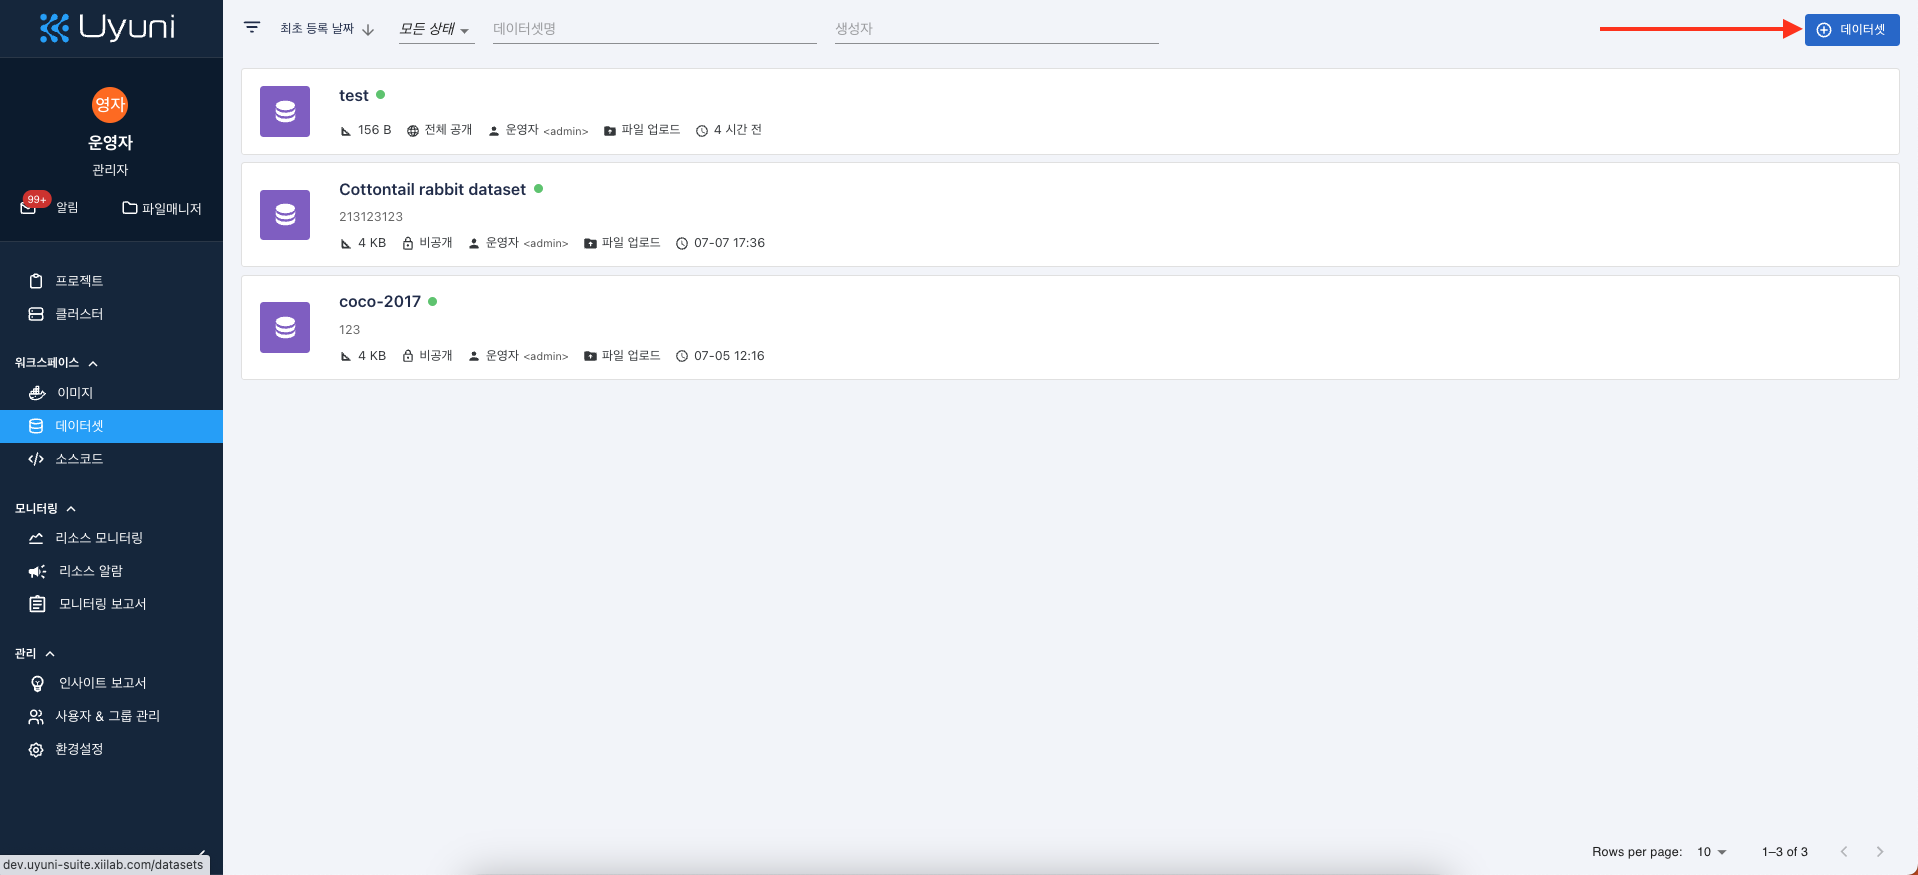 Uyuni
영자
운영자
관리자
99+
알림
파일매니저
프로젝트
클러스터
워크스페이스
이미지
데이터셋
소스코드
모니터링
리소스 모니터링
리소스 알람
모니터링 보고서
관리
인사이트 보고서
사용자 & 그룹 관리
환경설정
dev.uyuni-suite.xiilab.com/datasets
최초 등록 날짜
모든 상태
데이터셋명
생성자
데이터셋
test
156 B 전체 공개 운영자 <admin> 파일 업로드 4 시간 전
Cottontail rabbit dataset
213123123
4 KB 비공개 운영자 <admin> 파일 업로드 07-07 17:36
coco-2017
123
4 KB 비공개 운영자 <admin> 파일 업로드 07-05 12:16
Rows per page: 10 1–3 of 3